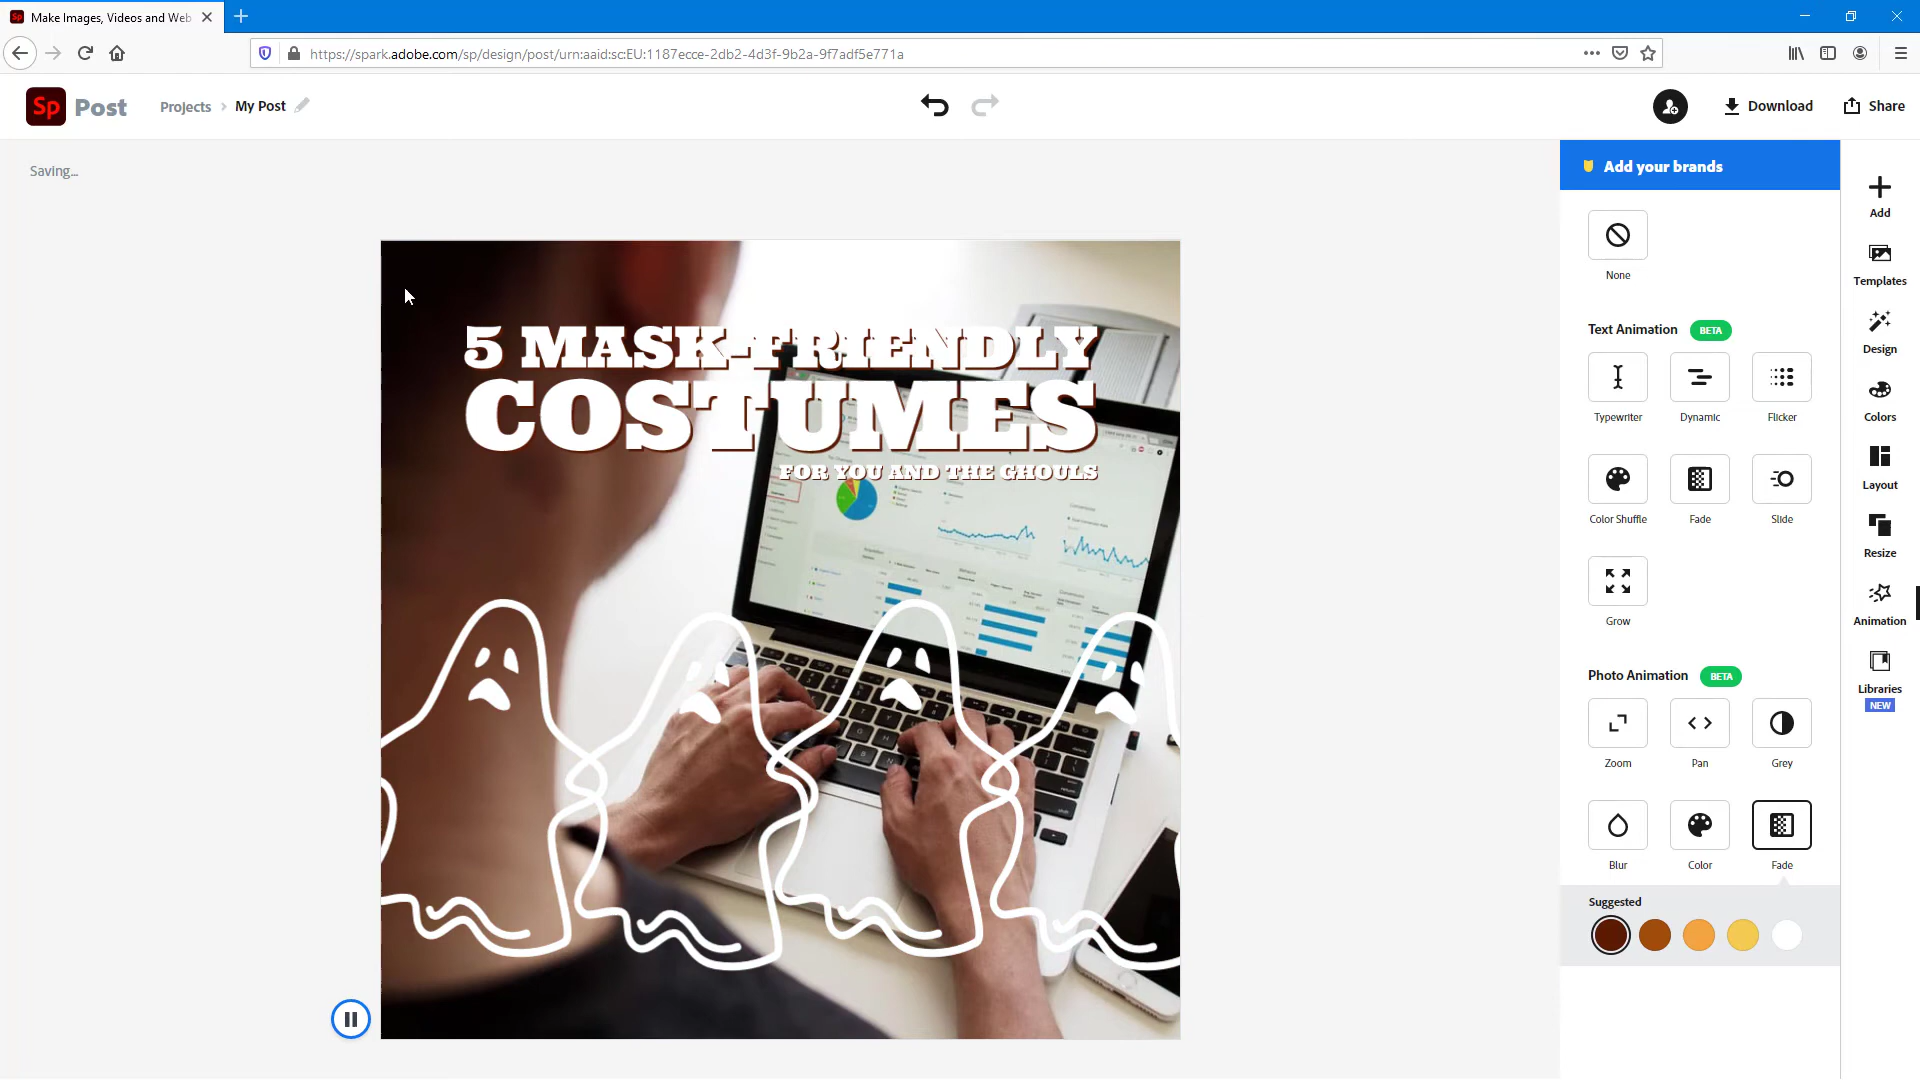 Make Images, Videos and Web
https://spark.adobe.com/sp/design/post/urn:aaid:sc:EU:1187ecce-2db2-4d3f-9b2a-9f7adf5e771a
Sp Post
Projects › My Post
Download
Share
Saving...
5 MASK-FRIENDLY
COSTUMES
FOR YOU AND THE GHOULS
Add your brands
None
Text Animation BETA
Typewriter Dynamic Flicker
Color Shuffle Fade Slide
Grow
Photo Animation BETA
Zoom Pan Grey
Blur Color Fade
Suggested
Add
Templates
Design
Colors
Layout
Resize
Animation
Libraries
NEW